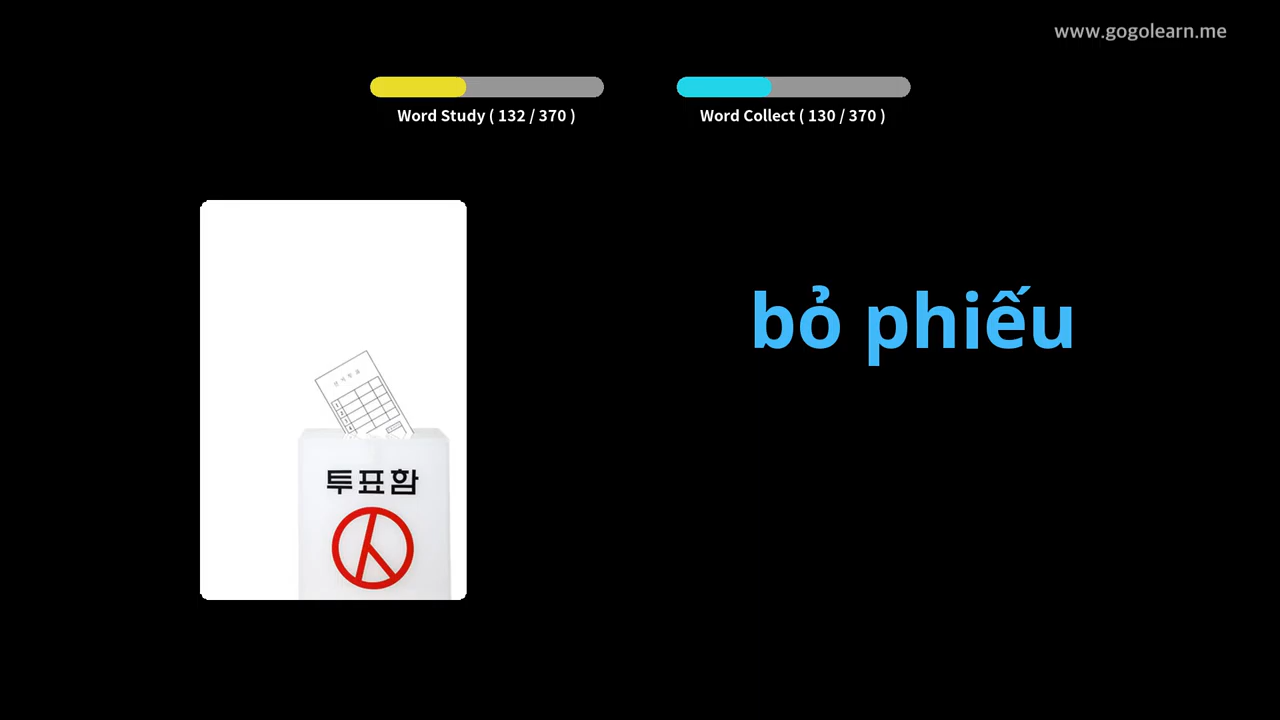 www.gogolearn.me
Word Study ( 132 / 370 )
Word Collect ( 130 / 370 )
bỏ phiếu
투표함